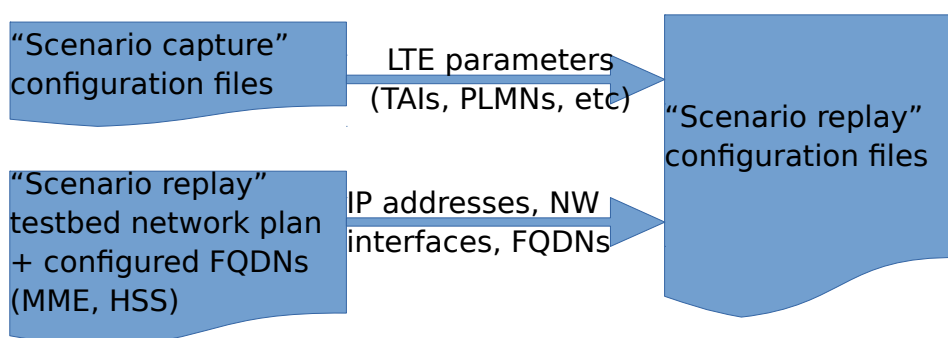 “Scenario capture”
configuration files
LTE parameters
(TAIs, PLMNs, etc)
“Scenario replay”
testbed network plan
+ configured FQDNs
(MME, HSS)
IP addresses, NW
interfaces, FQDNs
“Scenario replay”
configuration files